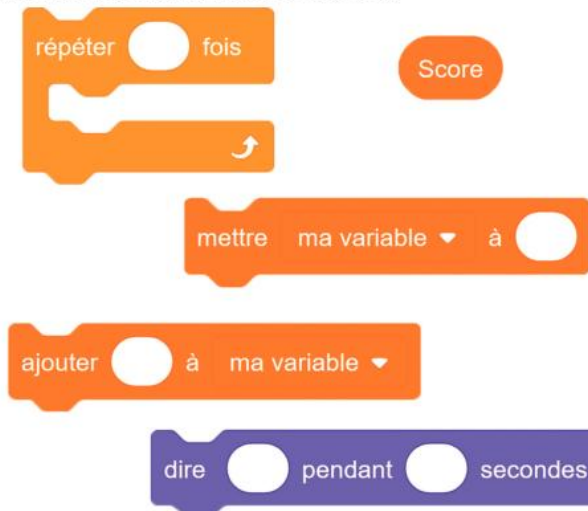 répéter fois
Score
mettre ma variable à
ajouter à ma variable
dire pendant secondes